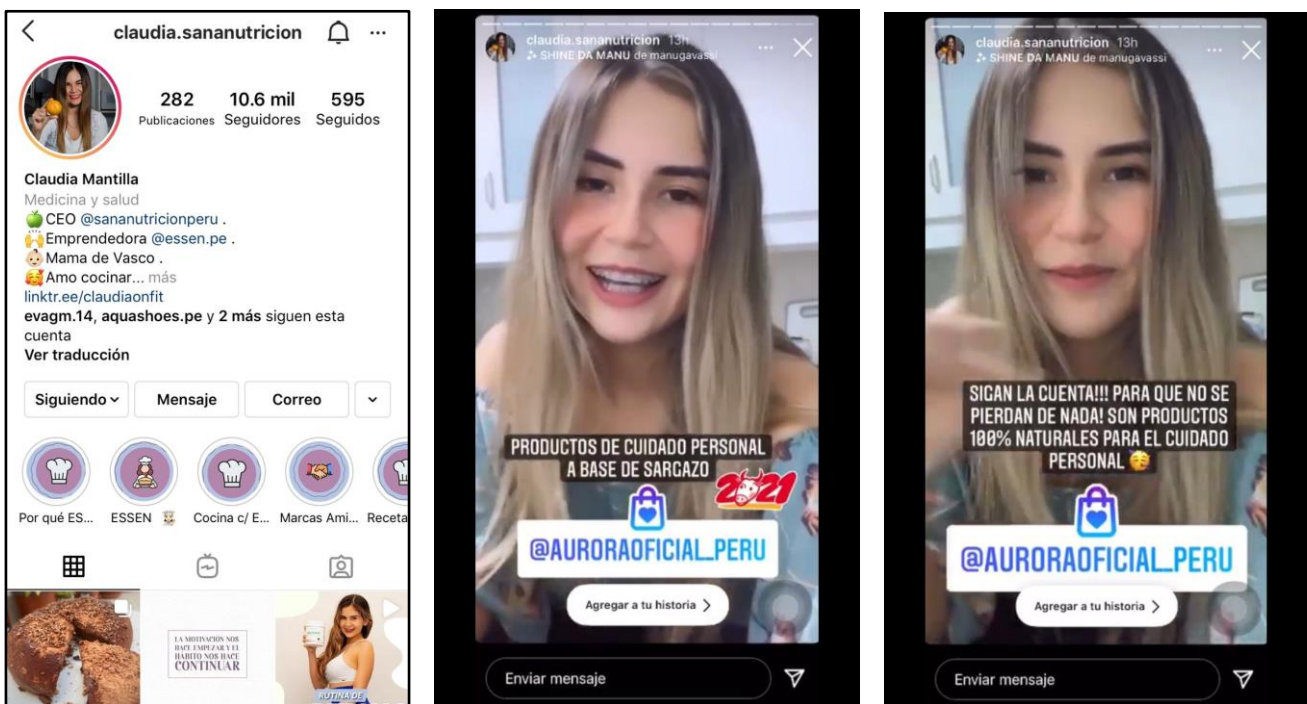 claudia.sananutricion
282
10.6 mil
595
Publicaciones
Seguidores
Seguidos
Claudia Mantilla
Medicina y salud
🍏CEO @sananutricionperu .
🙌Emprendedora @essen.pe .
👶Mama de Vasco .
🥰Amo cocinar... más
linktr.ee/claudiaonfit
evagm.14, aquashoes.pe y 2 más siguen esta
cuenta
Ver traducción
Siguiendo
Mensaje
Correo
Por qué ES...
ESSEN
Cocina c/ E...
Marcas Ami...
Receta
LA MOTIVACIÓN NOS
HACE EMPEZAR Y EL
HÁBITO NOS HACE
CONTINUAR
RUTINA DE
claudia.sananutricion 13h
SHINE DA MANU de manugavassi
PRODUCTOS DE CUIDADO PERSONAL
A BASE DE SARGAZO
2021
@AURORAOFICIAL_PERU
Agregar a tu historia >
Enviar mensaje
claudia.sananutricion 13h
SHINE DA MANU de manugavassi
SICAN LA CUENTA!!! PARA QUE NO SE
PIERDAN DE NADA! SON PRODUCTOS
100% NATURALES PARA EL CUIDADO
PERSONAL 🥳
@AURORAOFICIAL_PERU
Agregar a tu historia >
Enviar mensaje